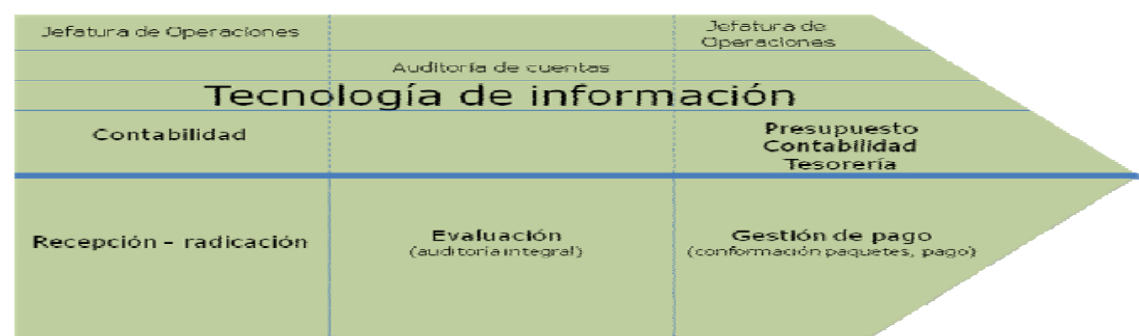 Jefatura de Operaciones
Jefatura de
Operaciones
Auditoría de cuentas
Tecnología de información
Contabilidad
Presupuesto
Contabilidad
Tesorería
Recepción - radicación
Evaluación
(auditoría integral)
Gestión de pago
(conformación paquetes, pago)